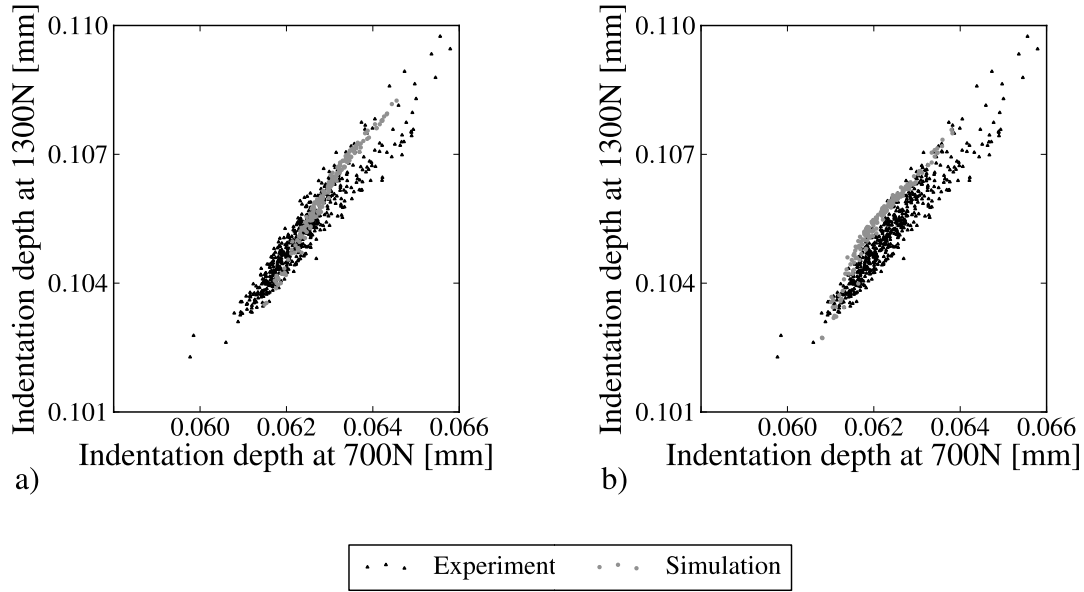 0.110
0.107
0.104
0.101
Indentation depth at 1300N [mm]
0.060 0.062 0.064 0.066
Indentation depth at 700N [mm]
a)
0.110
0.107
0.104
0.101
Indentation depth at 1300N [mm]
0.060 0.062 0.064 0.066
Indentation depth at 700N [mm]
b)
Experiment Simulation